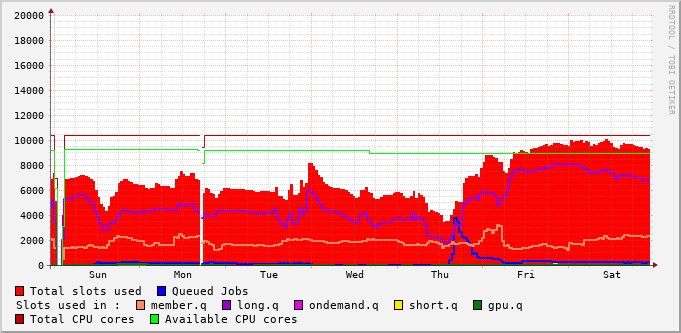 20000
18000
16000
14000
12000
10000
8000
6000
4000
2000
0
Sun Mon Tue Wed Thu Fri Sat
Total slots used Queued Jobs
Slots used in : member.q long.q ondemand.q short.q gpu.q
Total CPU cores Available CPU cores
RRDTOOL / TOBI OETIKER